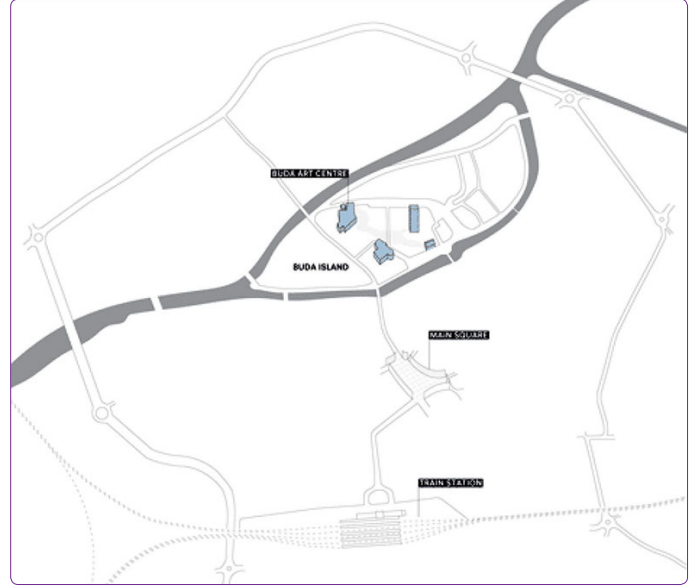 BUDA ART CENTRE
BUDA ISLAND
MAIN SQUARE
TRAIN STATION